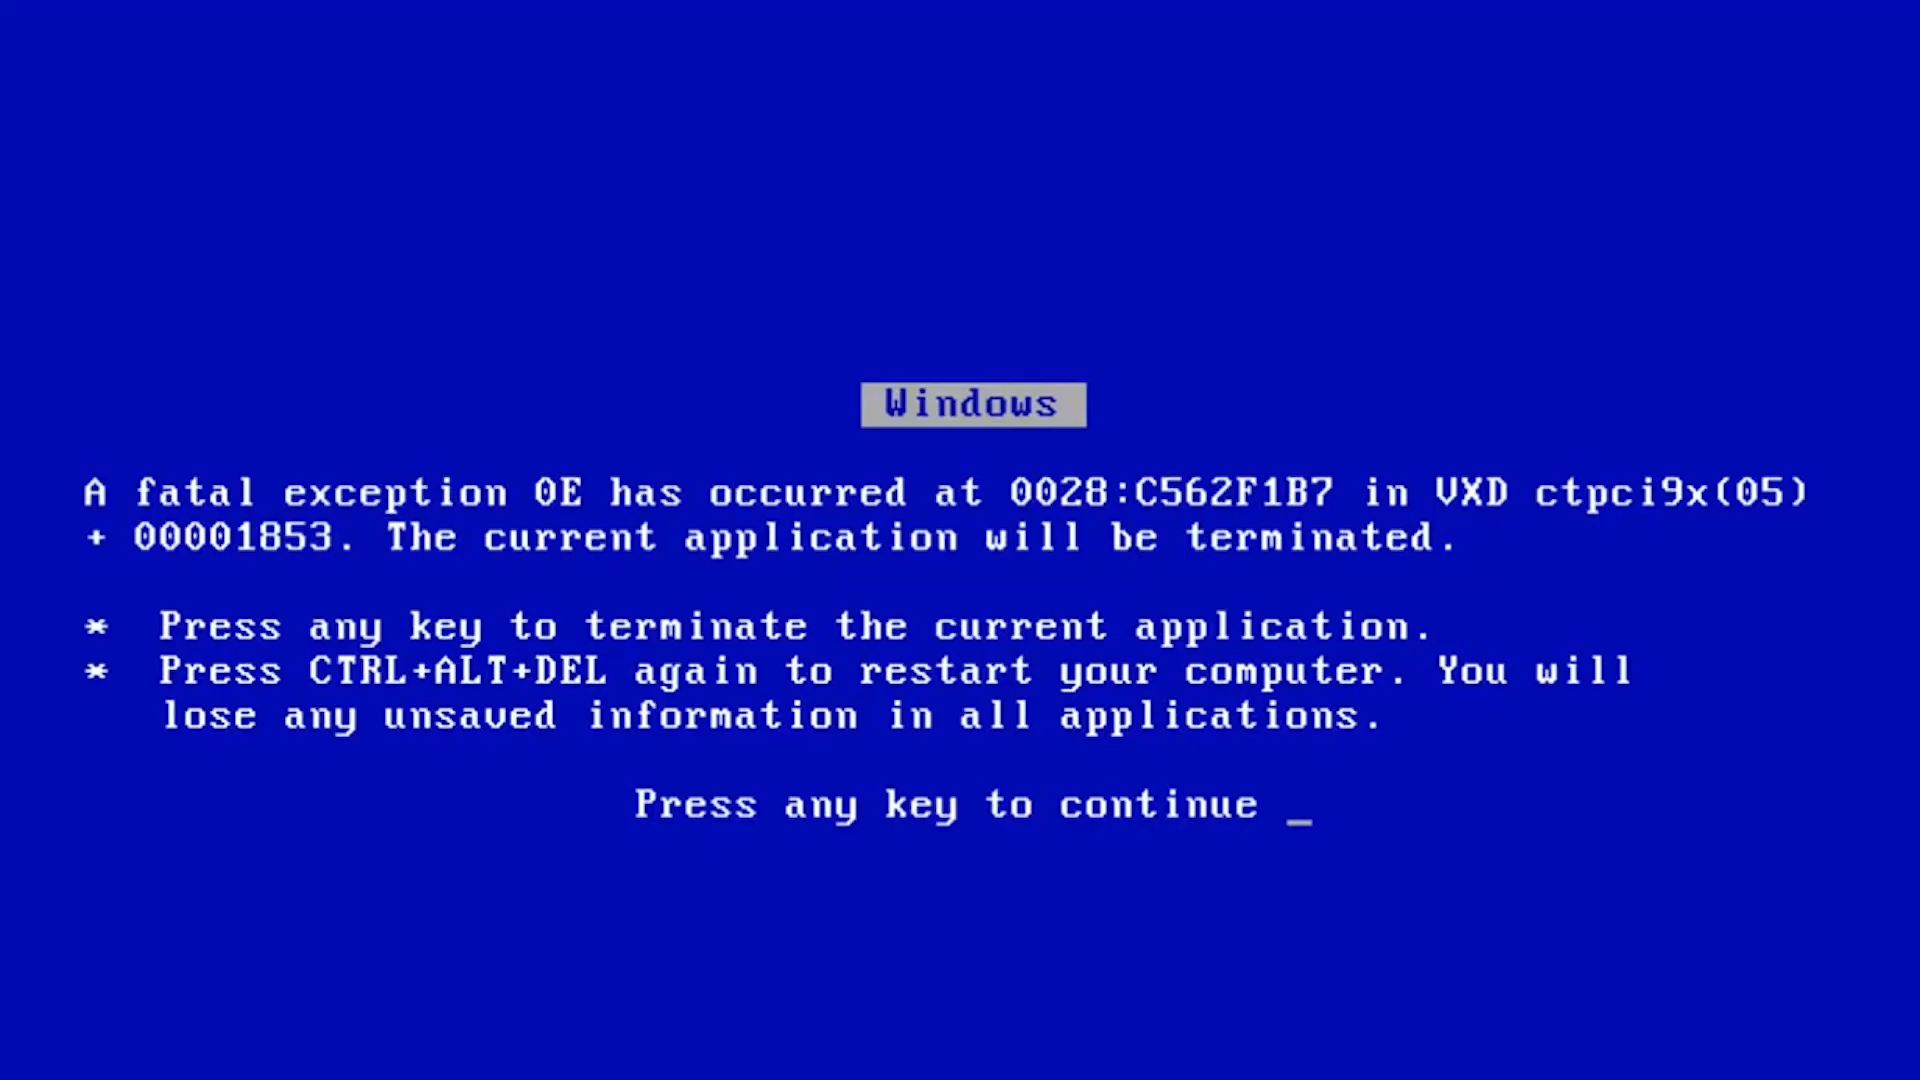 Windows
A fatal exception 0E has occurred at 0028:C562F1B7 in VXD ctpci9x(05)
+ 00001853. The current application will be terminated.
* Press any key to terminate the current application.
* Press CTRL+ALT+DEL again to restart your computer. You will
lose any unsaved information in all applications.
Press any key to continue _